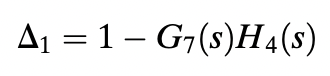 Δ₁ = 1 − G₇(s)H₄(s)